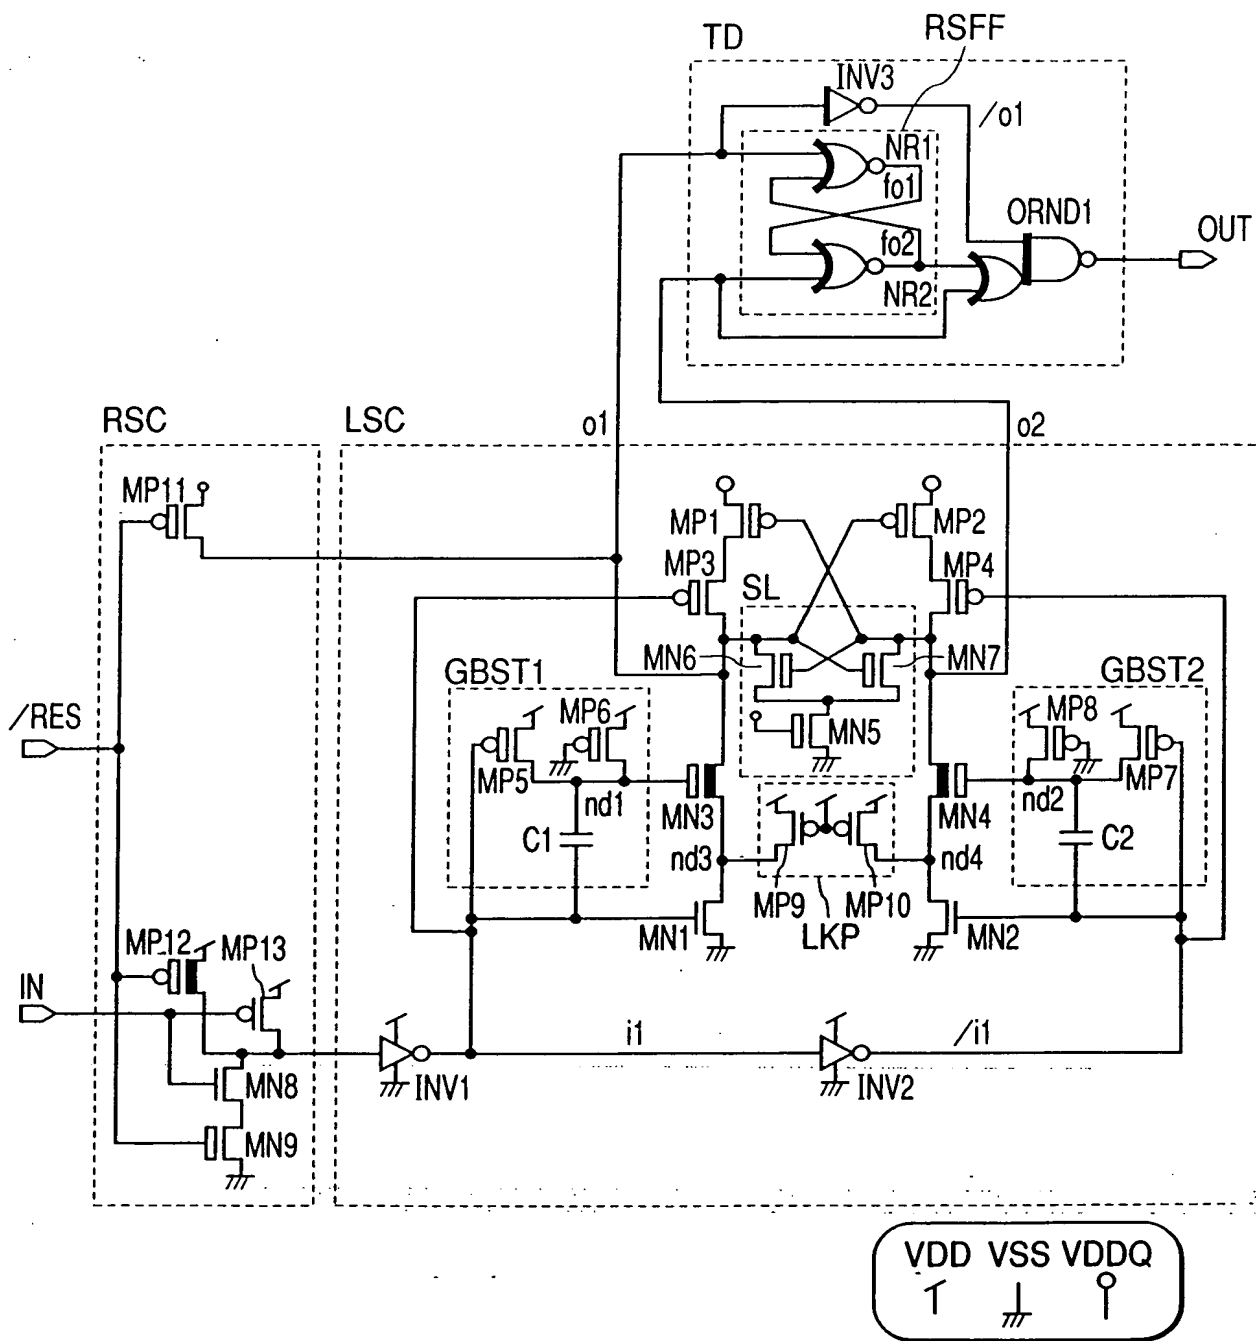 RSFF
TD
INV3
/o1
NR1
fo1
ORND1
OUT
fo2
NR2
RSC
LSC
o1
o2
MP11
MP1
MP2
MP3
MP4
SL
MN6
MN7
GBST1
GBST2
/RES
MP6
MP8
MN5
MP5
MP7
nd1
MN3
MN4
nd2
C1
C2
nd3
nd4
MP9
MP10
MP12
MP13
MN1
LKP
MN2
IN
i1
/i1
MN8
INV1
INV2
MN9
VDD VSS VDDQ